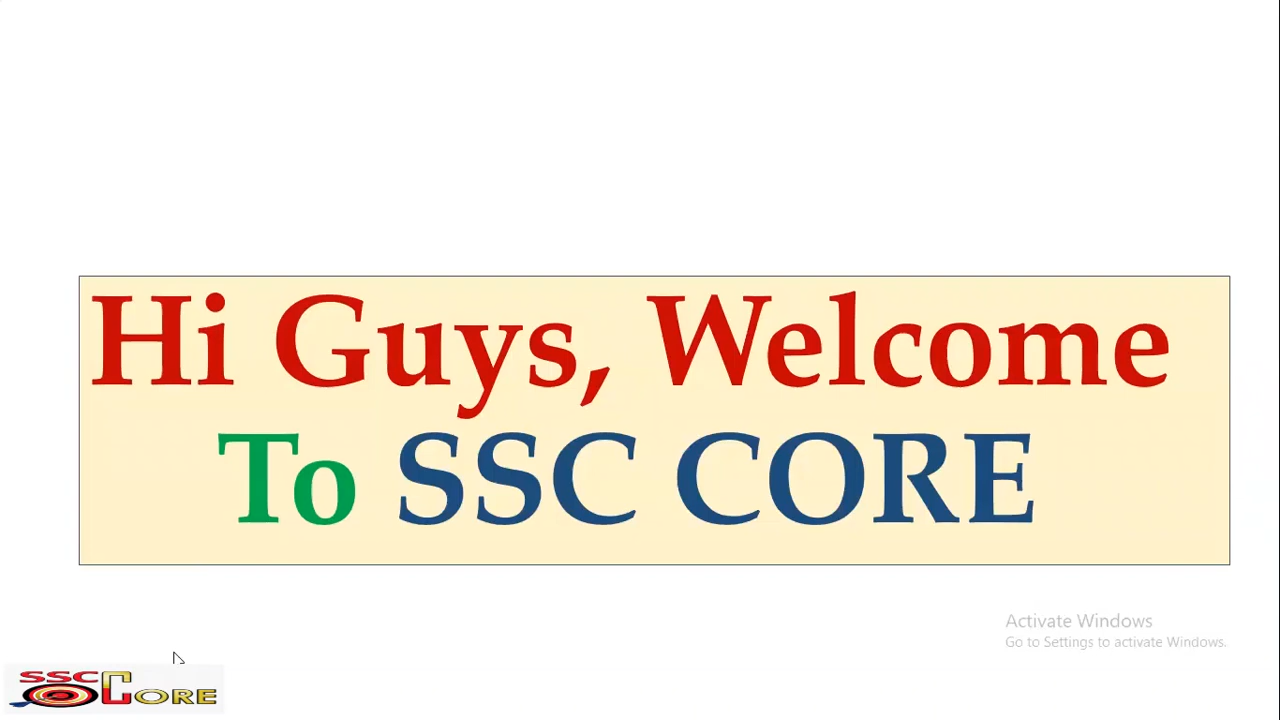 Hi Guys, Welcome
To SSC CORE
Activate Windows
Go to Settings to activate Windows.
SSC
CORE